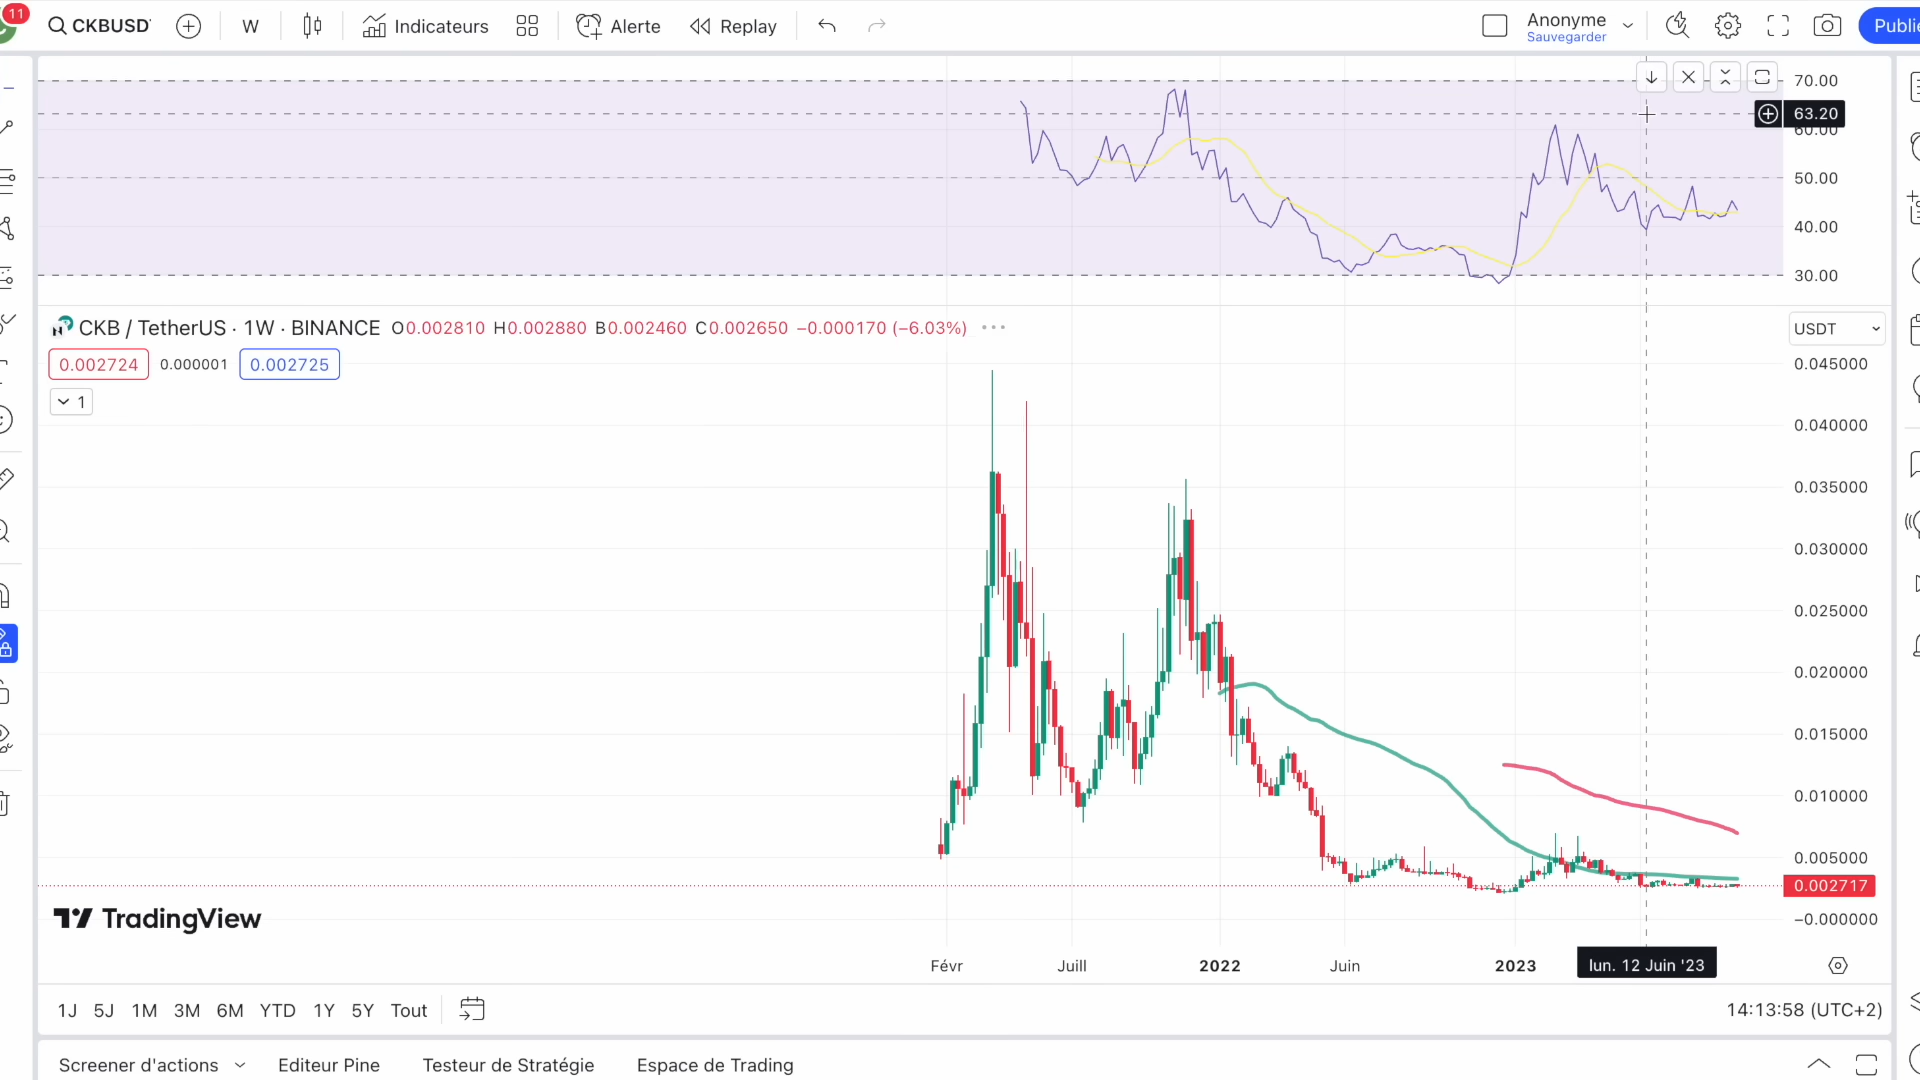 11
CKBUSD
W
Indicateurs
Alerte
Replay
Anonyme
Sauvegarder
Publie
70.00
63.20
60.00
50.00
40.00
30.00
CKB / TetherUS · 1W · BINANCE O0.002810 H0.002880 B0.002460 C0.002650 −0.000170 (−6.03%)
USDT
0.002724 0.000001 0.002725
1
0.045000
0.040000
0.035000
0.030000
0.025000
0.020000
0.015000
0.010000
0.005000
0.002717
−0.000000
TradingView
Févr Juill 2022 Juin 2023 lun. 12 Juin '23
1J 5J 1M 3M 6M YTD 1Y 5Y Tout
14:13:58 (UTC+2)
Screener d'actions Editeur Pine Testeur de Stratégie Espace de Trading